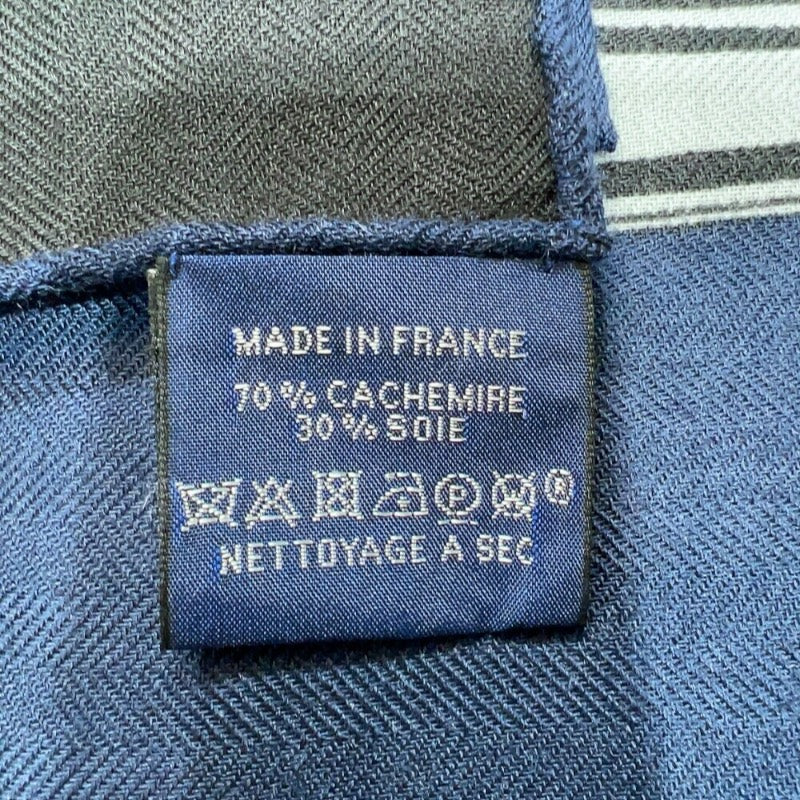 MADE IN FRANCE
70 % CACHEMIRE
30 % SOIE
P W ®
NETTOYAGE A SEC